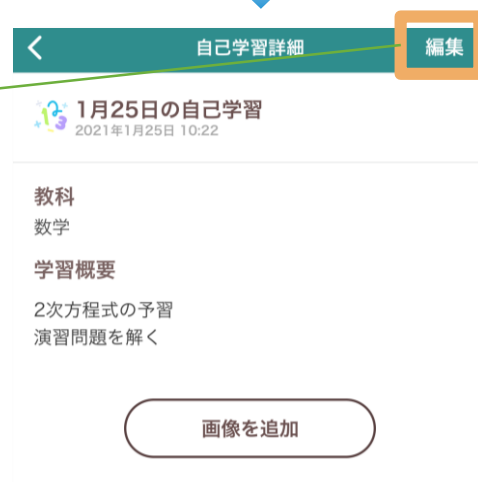 自己学習詳細
編集
1月25日の自己学習
2021年1月25日 10:22
教科
数学
学習概要
2次方程式の予習
演習問題を解く
画像を追加